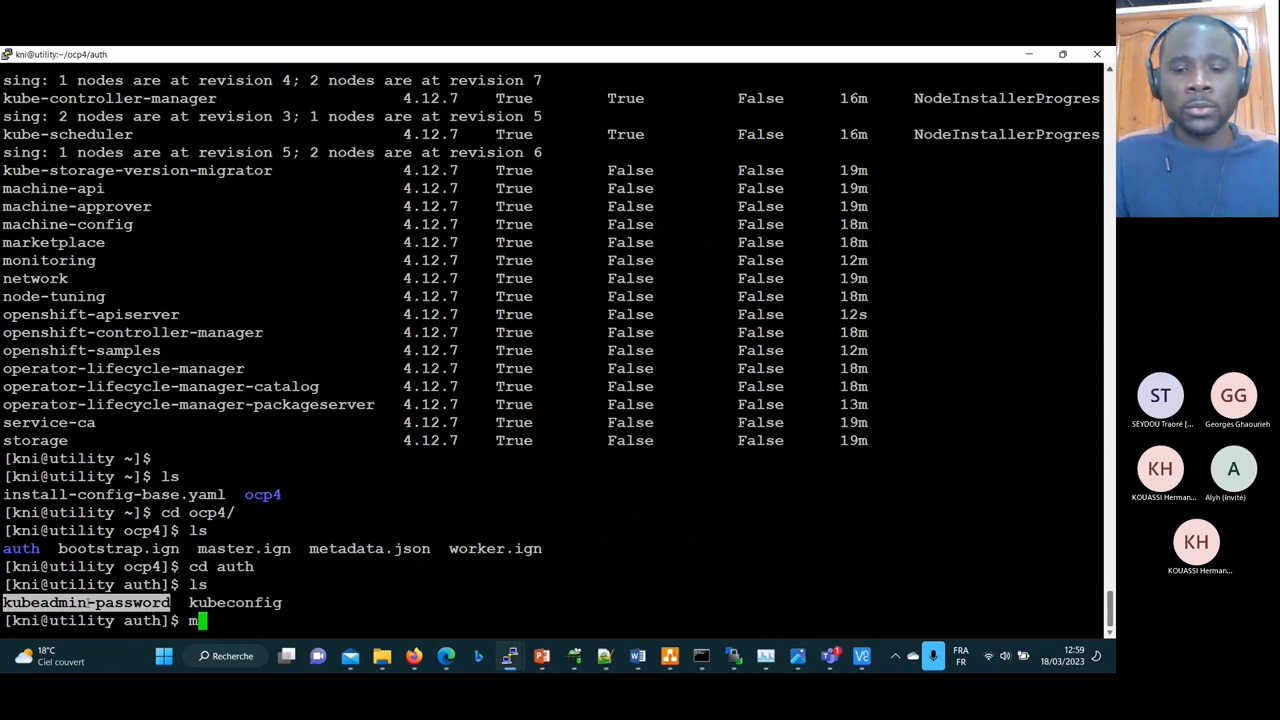 kni@utility:~/ocp4/auth
sing: 1 nodes are at revision 4; 2 nodes are at revision 7
kube-controller-manager 4.12.7 True True False 16m NodeInstallerProgres
sing: 2 nodes are at revision 3; 1 nodes are at revision 5
kube-scheduler 4.12.7 True True False 16m NodeInstallerProgres
sing: 1 nodes are at revision 5; 2 nodes are at revision 6
kube-storage-version-migrator 4.12.7 True False False 19m
machine-api 4.12.7 True False False 19m
machine-approver 4.12.7 True False False 19m
machine-config 4.12.7 True False False 18m
marketplace 4.12.7 True False False 18m
monitoring 4.12.7 True False False 12m
network 4.12.7 True False False 19m
node-tuning 4.12.7 True False False 18m
openshift-apiserver 4.12.7 True False False 12s
openshift-controller-manager 4.12.7 True False False 18m
openshift-samples 4.12.7 True False False 12m
operator-lifecycle-manager 4.12.7 True False False 18m
operator-lifecycle-manager-catalog 4.12.7 True False False 18m
operator-lifecycle-manager-packageserver 4.12.7 True False False 13m
service-ca 4.12.7 True False False 19m
storage 4.12.7 True False False 19m
[kni@utility ~]$
[kni@utility ~]$ ls
install-config-base.yaml ocp4
[kni@utility ~]$ cd ocp4/
[kni@utility ocp4]$ ls
auth bootstrap.ign master.ign metadata.json worker.ign
[kni@utility ocp4]$ cd auth
[kni@utility auth]$ ls
kubeadmin-password kubeconfig
[kni@utility auth]$ m
ST
SEYDOU Traoré [...
GG
Georges Ghaourieh
KH
KOUASSI Herman...
A
Alyh (Invité)
KH
KOUASSI Herman...
18°C
Ciel couvert
Recherche
1
FRA
FR
12:59
18/03/2023